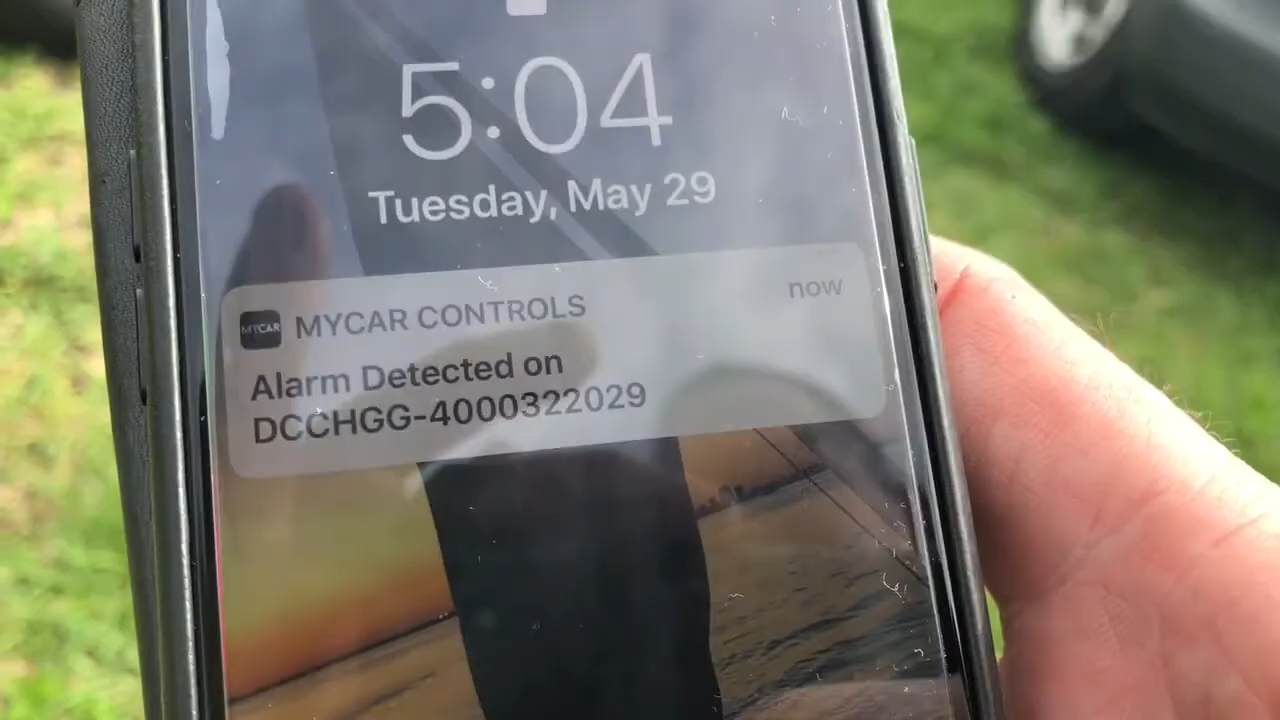 5:04
Tuesday, May 29
MYCAR MYCAR CONTROLS now
Alarm Detected on
DCCHGG-4000322029